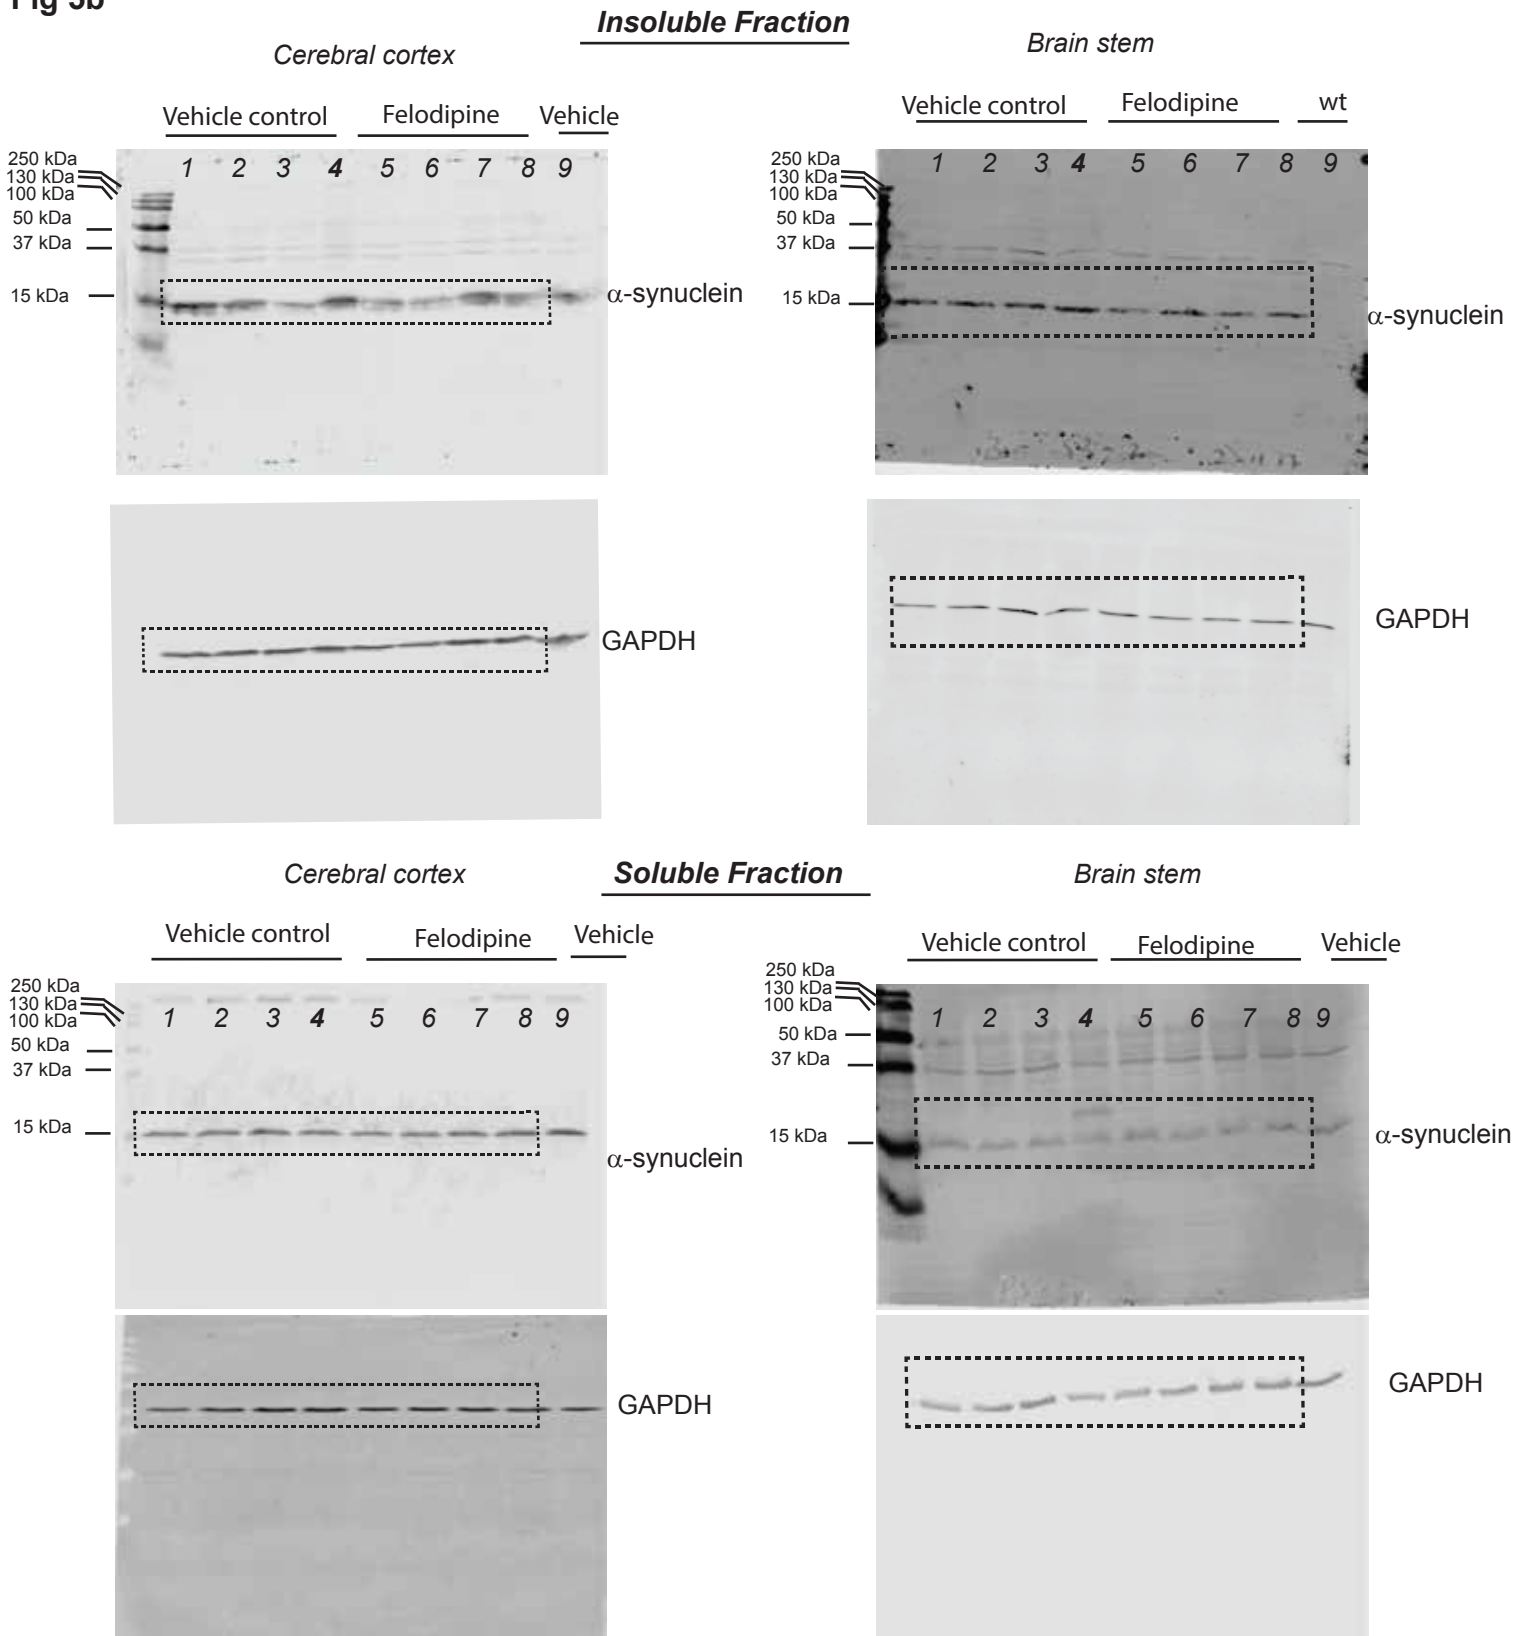 Fig 5b
Insoluble Fraction
Cerebral cortex
Brain stem
Vehicle control Felodipine Vehicle
Vehicle control Felodipine wt
250 kDa
130 kDa
100 kDa
50 kDa
37 kDa
15 kDa
1 2 3 4 5 6 7 8 9
α-synuclein
250 kDa
130 kDa
100 kDa
50 kDa
37 kDa
15 kDa
1 2 3 4 5 6 7 8 9
α-synuclein
GAPDH
GAPDH
Cerebral cortex
Soluble Fraction
Brain stem
Vehicle control Felodipine Vehicle
Vehicle control Felodipine Vehicle
250 kDa
130 kDa
100 kDa
50 kDa
37 kDa
15 kDa
1 2 3 4 5 6 7 8 9
α-synuclein
250 kDa
130 kDa
100 kDa
50 kDa
37 kDa
15 kDa
1 2 3 4 5 6 7 8 9
α-synuclein
GAPDH
GAPDH